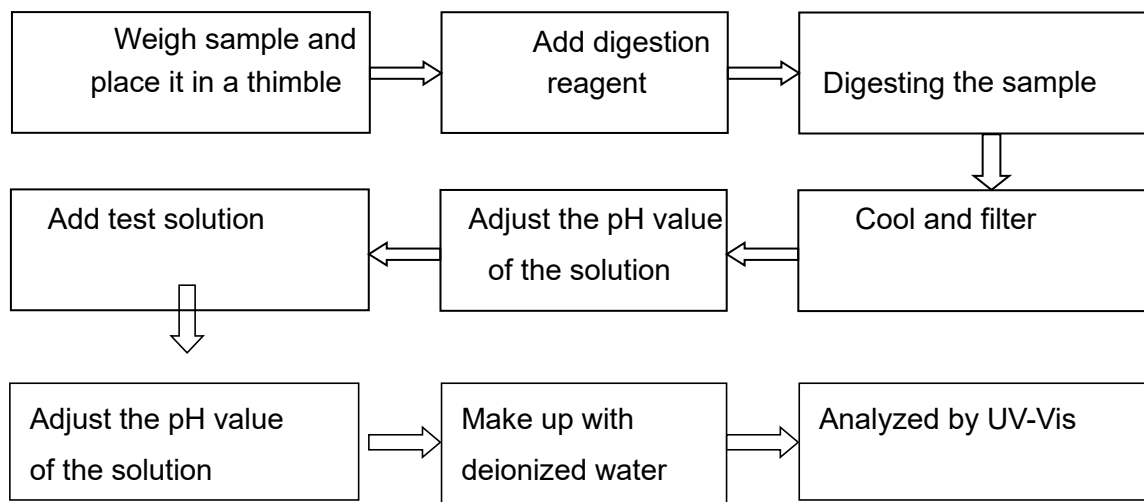 Weigh sample and
place it in a thimble
Add digestion
reagent
Digesting the sample
Cool and filter
Adjust the pH value
of the solution
Add test solution
Adjust the pH value
of the solution
Make up with
deionized water
Analyzed by UV-Vis